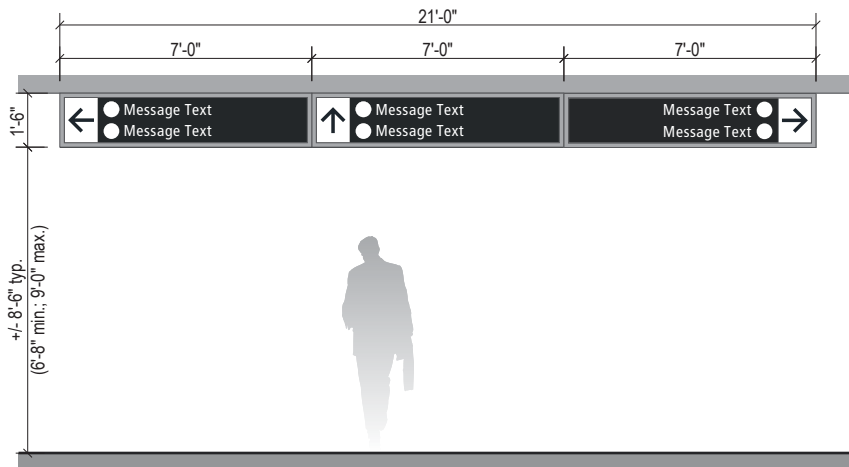 21'-0"
7'-0"
7'-0"
7'-0"
1'-6"
Message Text
Message Text
Message Text
Message Text
Message Text
Message Text
+/- 8'-6" typ.
(6'-8" min.; 9'-0" max.)